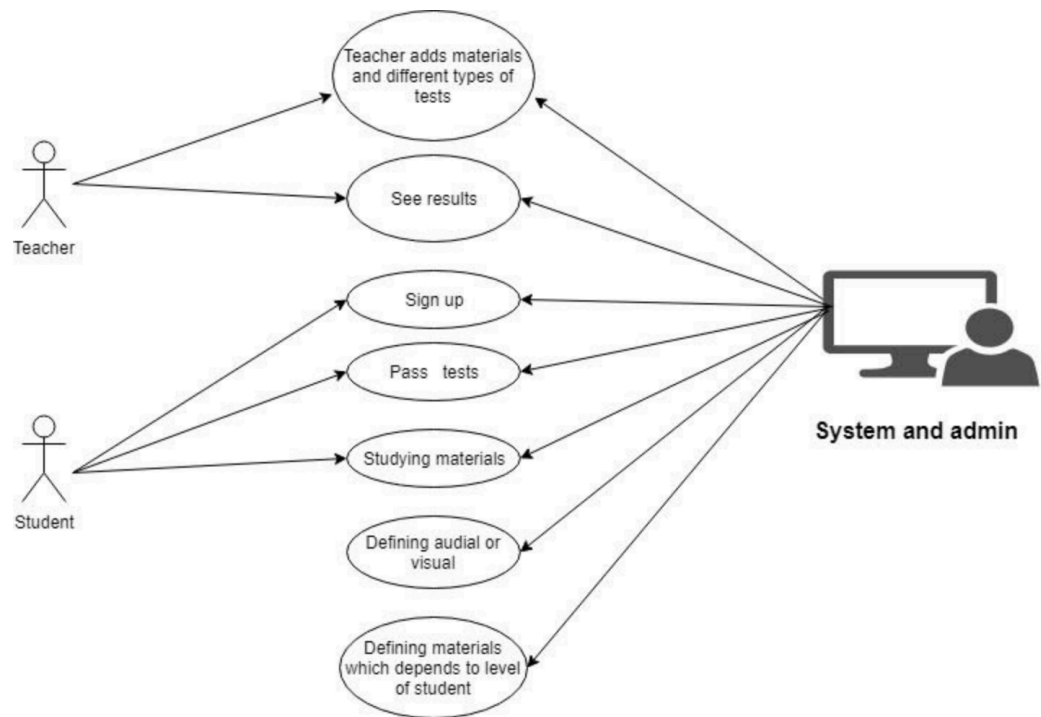 Teacher adds materials
and different types of
tests
See results
Teacher
Sign up
Pass tests
System and admin
Studying materials
Student
Defining audial or
visual
Defining materials
which depends to level
of student